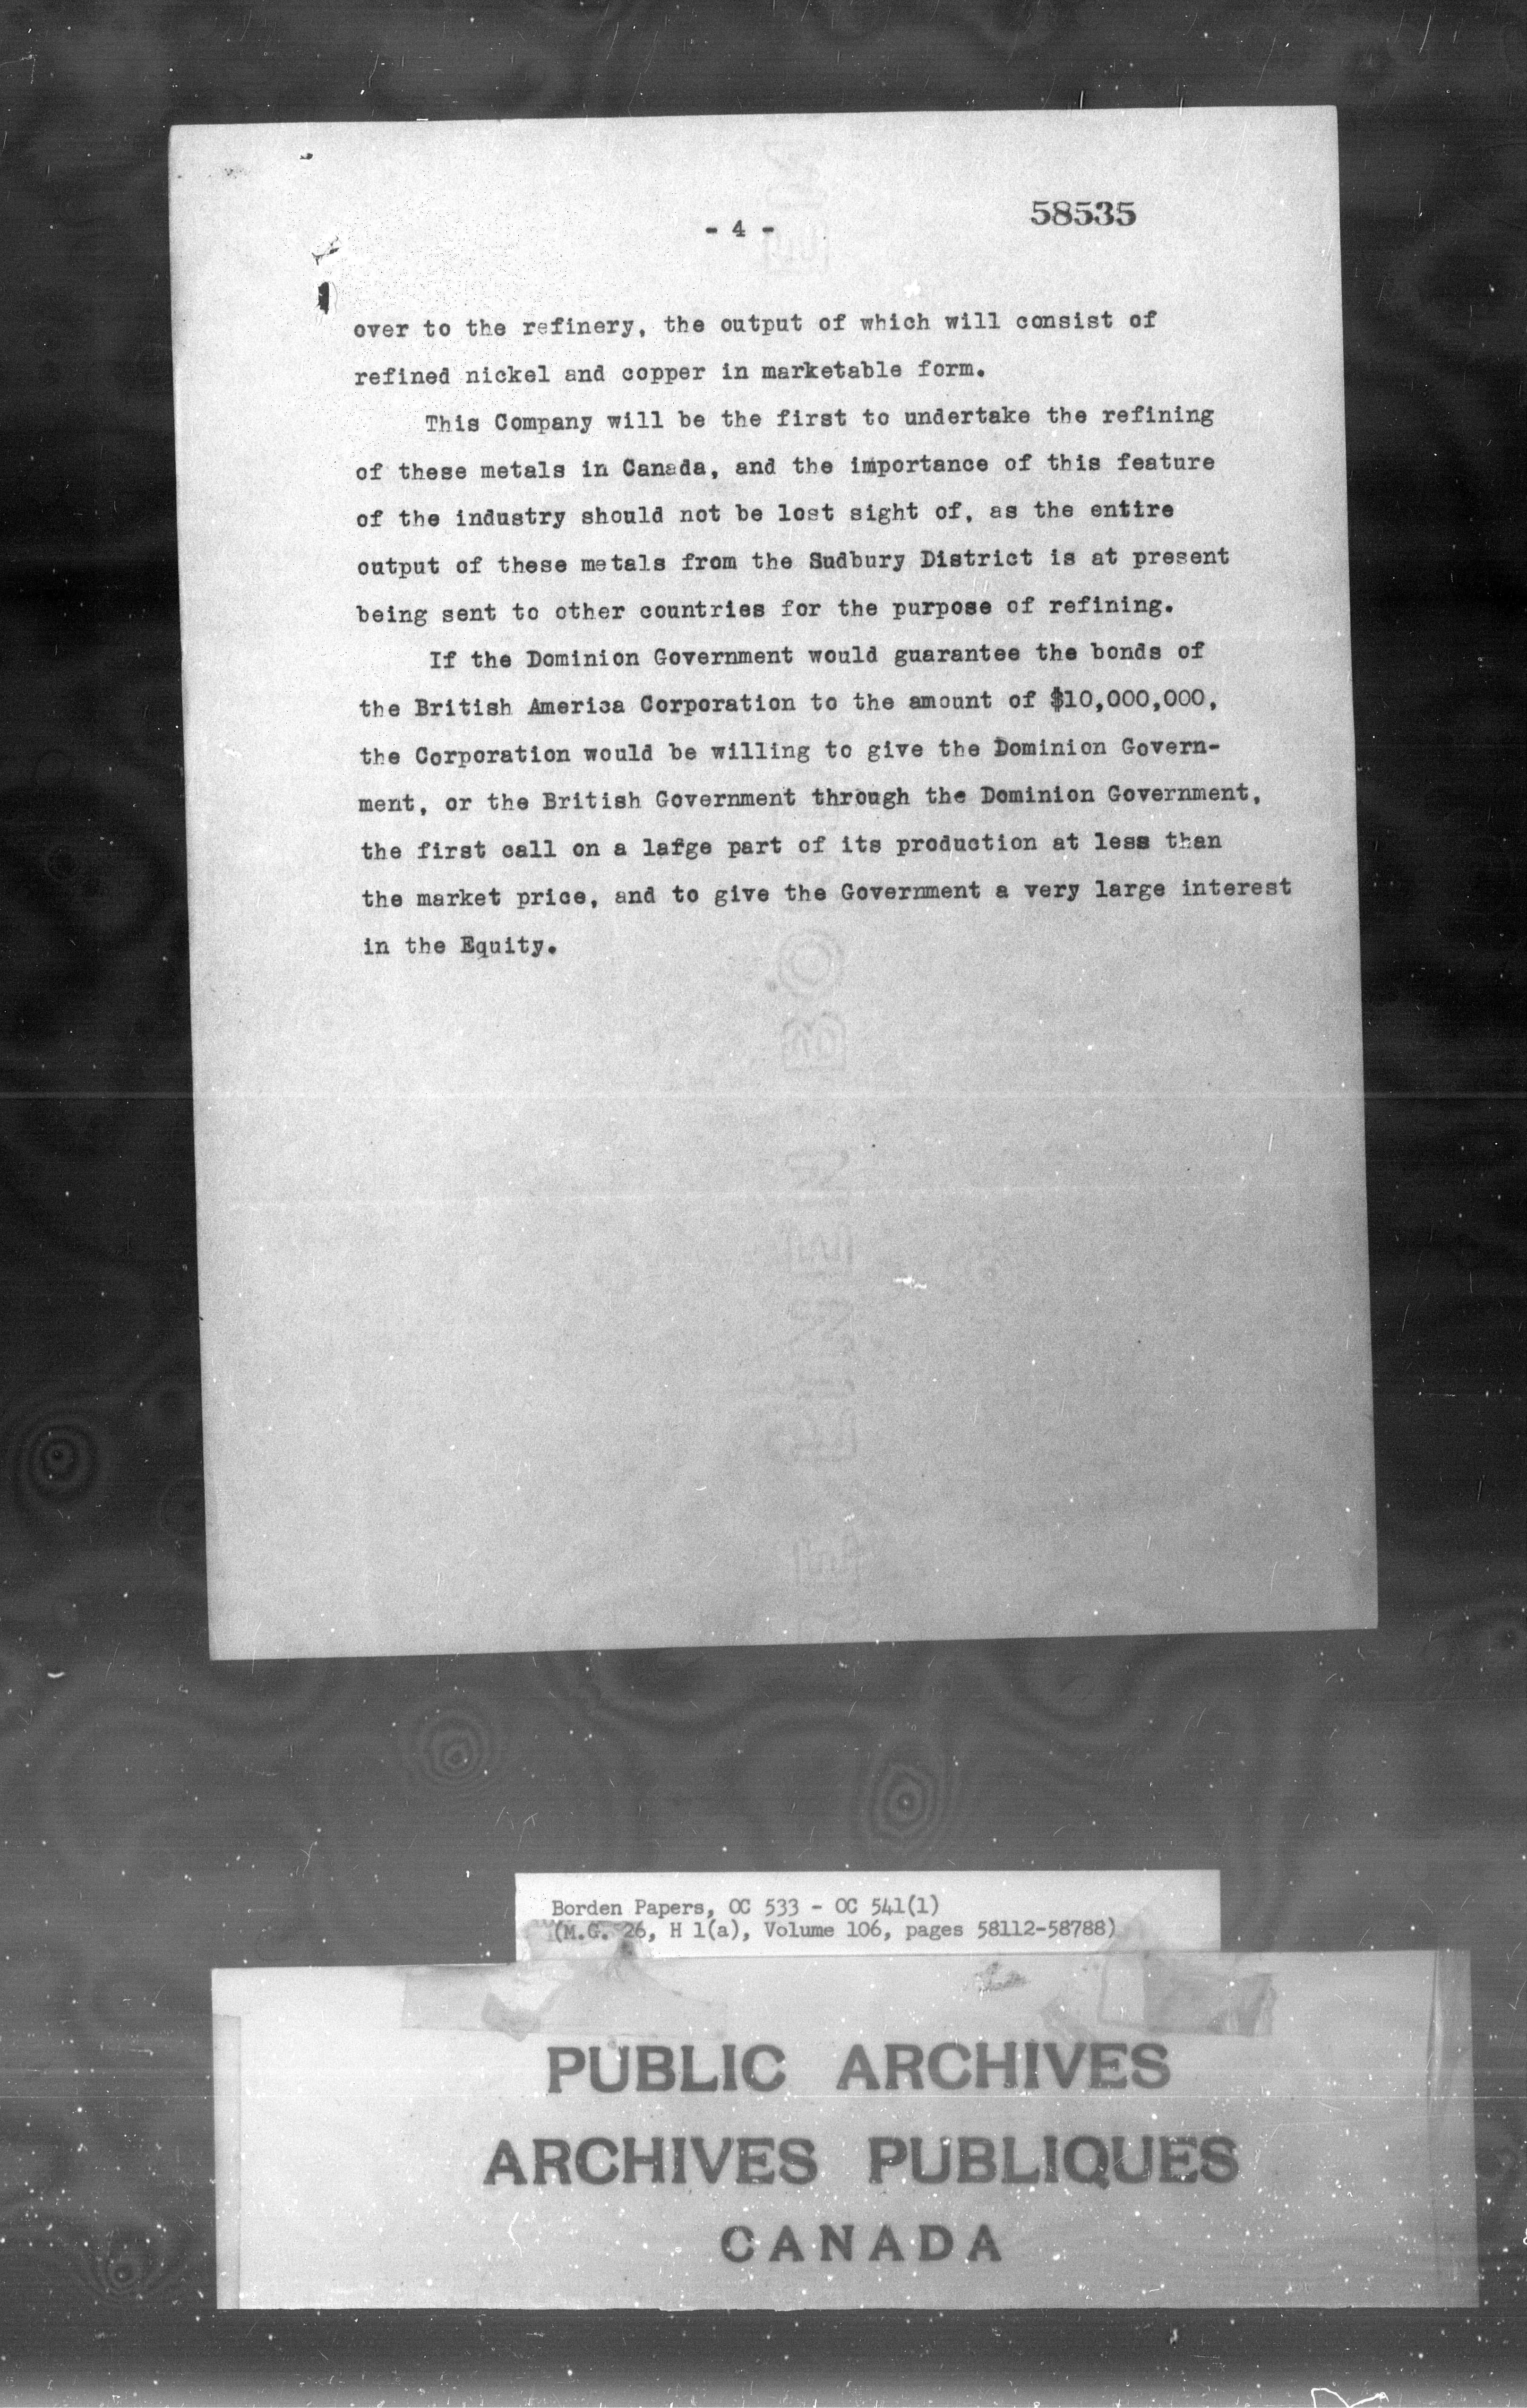 - 4 -
58535
over to the refinery, the output of which will consist of
refined nickel and copper in marketable form.
This Company will be the first to undertake the refining
of these metals in Canada, and the importance of this feature
of the industry should not be lost sight of, as the entire
output of these metals from the Sudbury District is at present
being sent to other countries for the purpose of refining.
If the Dominion Government would guarantee the bonds of
the British America Corporation to the amount of $10,000,000,
the Corporation would be willing to give the Dominion Govern-
ment, or the British Government through the Dominion Government,
the first call on a large part of its production at less than
the market price, and to give the Government a very large interest
in the Equity.
Borden Papers, OC 533 - OC 541(1)
(M.G. 26, H 1(a), Volume 106, pages 58112-58788)
PUBLIC ARCHIVES
ARCHIVES PUBLIQUES
CANADA